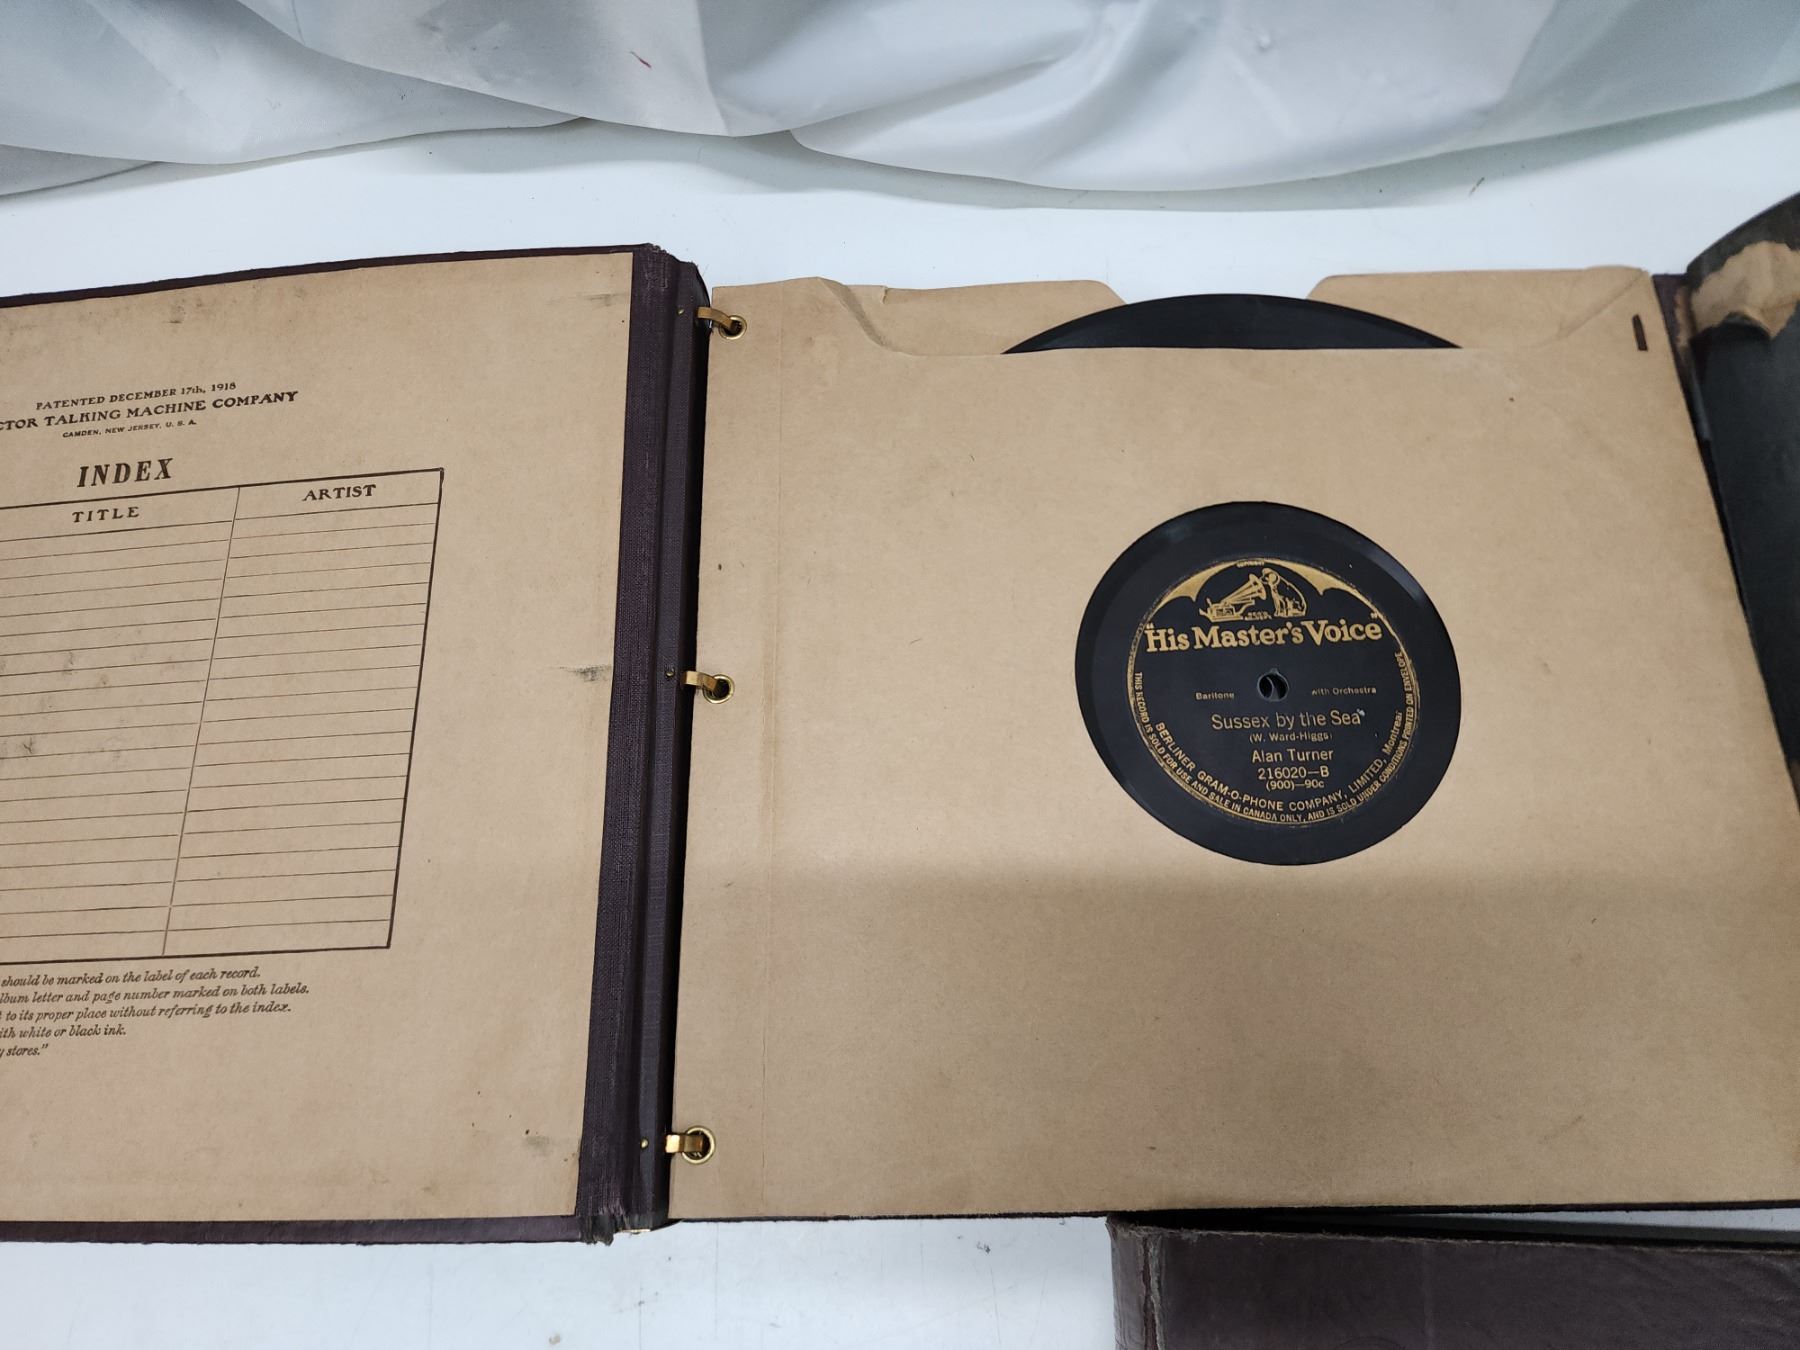 PATENTED DECEMBER 17th, 1918
CTOR TALKING MACHINE COMPANY
CAMDEN, NEW JERSEY, U. S. A.
INDEX
TITLE
ARTIST
should be marked on the label of each record.
lbum letter and page number marked on both labels.
to its proper place without referring to the index.
ith white or black ink.
y stores."
COPYRIGHT
"His Master's Voice"
Baritone with Orchestra
Sussex by the Sea
(W. Ward-Higgs)
Alan Turner
216020—B
(900)—90c
BERLINER GRAM-O-PHONE COMPANY, LIMITED, Montreal
THIS RECORD IS SOLD FOR USE AND SALE IN CANADA ONLY, AND IS SOLD UNDER CONDITIONS PRINTED ON ENVELOPE